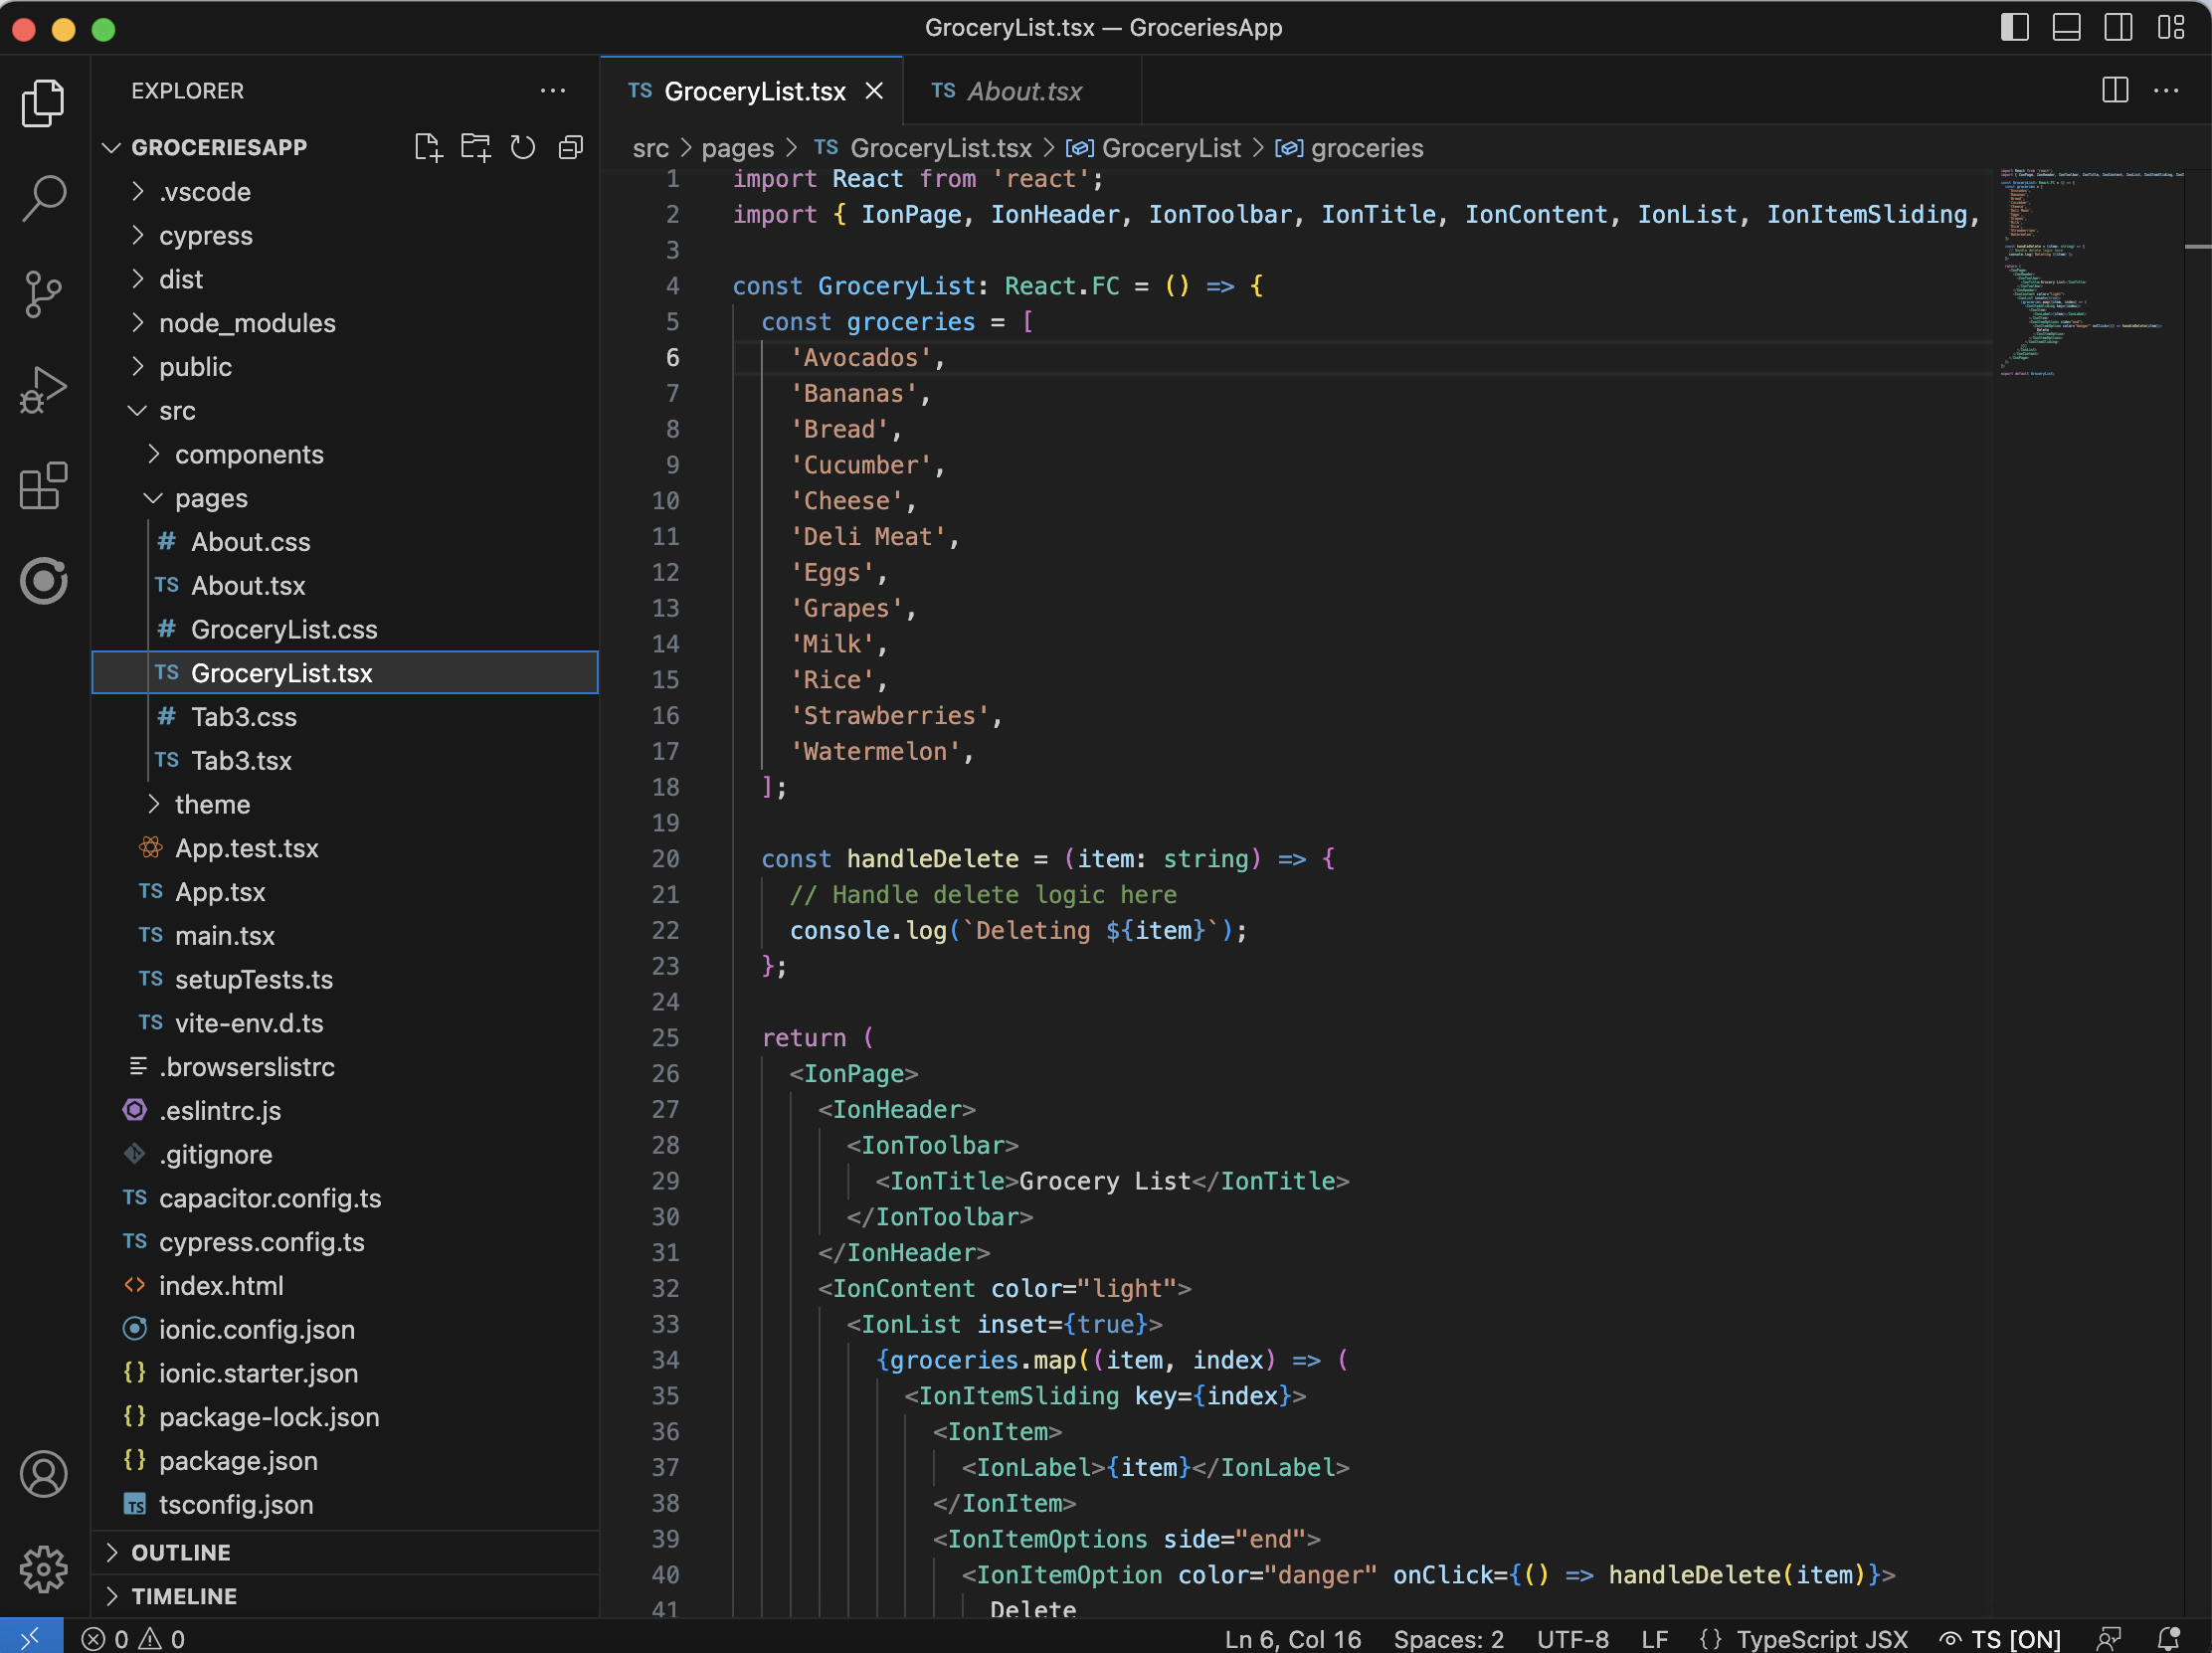 GroceryList.tsx — GroceriesApp
EXPLORER
GROCERIESAPP
.vscode
cypress
dist
node_modules
public
src
components
pages
# About.css
TS About.tsx
# GroceryList.css
TS GroceryList.tsx
# Tab3.css
TS Tab3.tsx
theme
App.test.tsx
TS App.tsx
TS main.tsx
TS setupTests.ts
TS vite-env.d.ts
.browserslistrc
.eslintrc.js
.gitignore
TS capacitor.config.ts
TS cypress.config.ts
<> index.html
ionic.config.json
{} ionic.starter.json
{} package-lock.json
{} package.json
TS tsconfig.json
OUTLINE
TIMELINE
TS GroceryList.tsx
TS About.tsx
src > pages > TS GroceryList.tsx > GroceryList > groceries
1 import React from 'react';
2 import { IonPage, IonHeader, IonToolbar, IonTitle, IonContent, IonList, IonItemSliding,
3
4 const GroceryList: React.FC = () => {
5 const groceries = [
6 'Avocados',
7 'Bananas',
8 'Bread',
9 'Cucumber',
10 'Cheese',
11 'Deli Meat',
12 'Eggs',
13 'Grapes',
14 'Milk',
15 'Rice',
16 'Strawberries',
17 'Watermelon',
18 ];
19
20 const handleDelete = (item: string) => {
21 // Handle delete logic here
22 console.log(`Deleting ${item}`);
23 };
24
25 return (
26 <IonPage>
27 <IonHeader>
28 <IonToolbar>
29 <IonTitle>Grocery List</IonTitle>
30 </IonToolbar>
31 </IonHeader>
32 <IonContent color="light">
33 <IonList inset={true}>
34 {groceries.map((item, index) => (
35 <IonItemSliding key={index}>
36 <IonItem>
37 <IonLabel>{item}</IonLabel>
38 </IonItem>
39 <IonItemOptions side="end">
40 <IonItemOption color="danger" onClick={() => handleDelete(item)}>
41 Delete
0 0
Ln 6, Col 16 Spaces: 2 UTF-8 LF {} TypeScript JSX TS [ON]